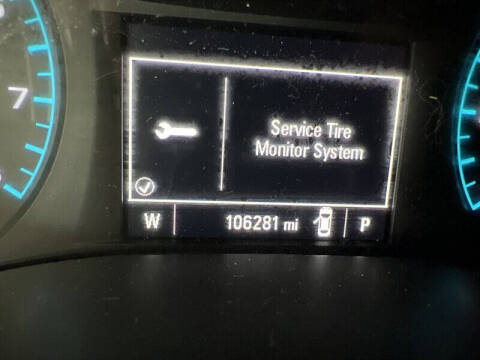 7
Service Tire
Monitor System
W 106281 mi P